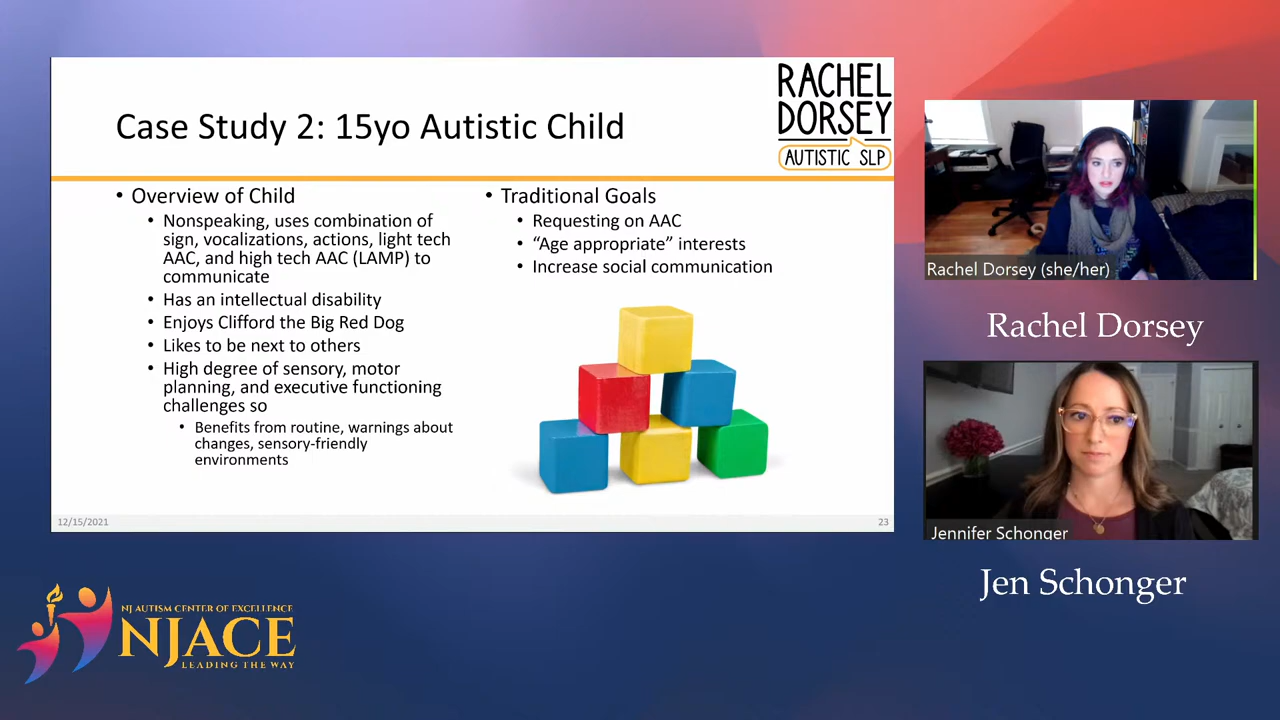 Case Study 2: 15yo Autistic Child
RACHEL
DORSEY
AUTISTIC SLP
• Overview of Child
• Nonspeaking, uses combination of
sign, vocalizations, actions, light tech
AAC, and high tech AAC (LAMP) to
communicate
• Has an intellectual disability
• Enjoys Clifford the Big Red Dog
• Likes to be next to others
• High degree of sensory, motor
planning, and executive functioning
challenges so
• Benefits from routine, warnings about
changes, sensory-friendly
environments
• Traditional Goals
• Requesting on AAC
• “Age appropriate” interests
• Increase social communication
12/15/2021
23
Rachel Dorsey (she/her)
Rachel Dorsey
Jennifer Schonger
Jen Schonger
NJ AUTISM CENTER OF EXCELLENCE
NJACE
LEADING THE WAY